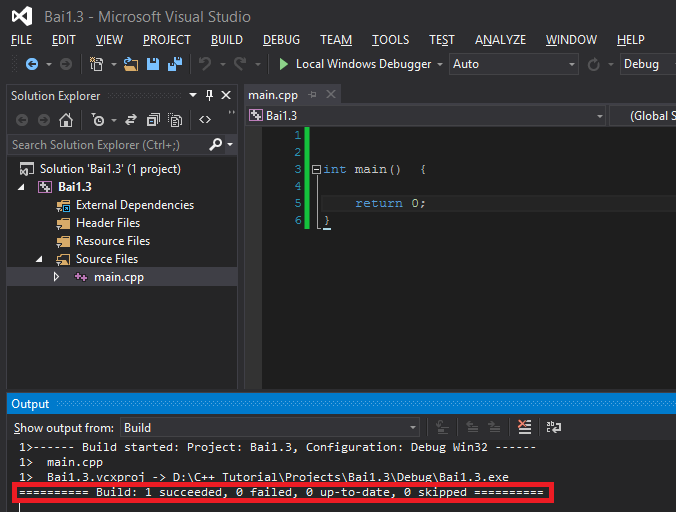 Bai1.3 - Microsoft Visual Studio
FILE EDIT VIEW PROJECT BUILD DEBUG TEAM TOOLS TEST ANALYZE WINDOW HELP
Local Windows Debugger Auto Debug
Solution Explorer
Search Solution Explorer (Ctrl+;)
Solution 'Bai1.3' (1 project)
Bai1.3
External Dependencies
Header Files
Resource Files
Source Files
main.cpp
main.cpp
Bai1.3 (Global S
1
2
3 int main()  {
4
5 return 0;
6 }
Output
Show output from: Build
1>------ Build started: Project: Bai1.3, Configuration: Debug Win32 ------
1>  main.cpp
1>  Bai1.3.vcxproj -> D:\C++ Tutorial\Projects\Bai1.3\Debug\Bai1.3.exe
========== Build: 1 succeeded, 0 failed, 0 up-to-date, 0 skipped ==========